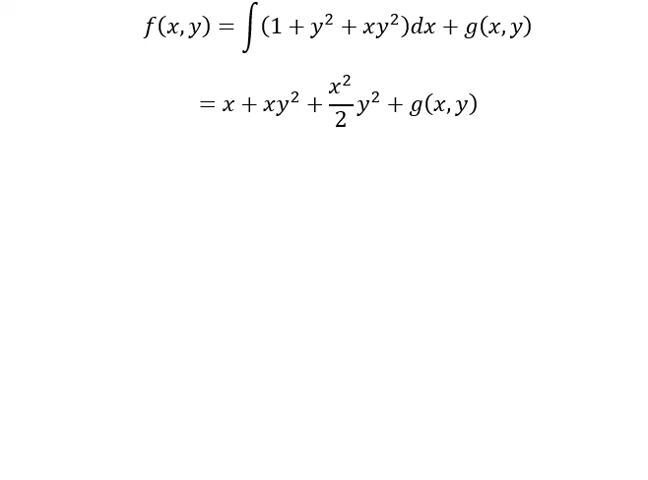 f(x, y) = ∫(1 + y² + xy²)dx + g(x, y)
= x + xy² + x²/2 y² + g(x, y)